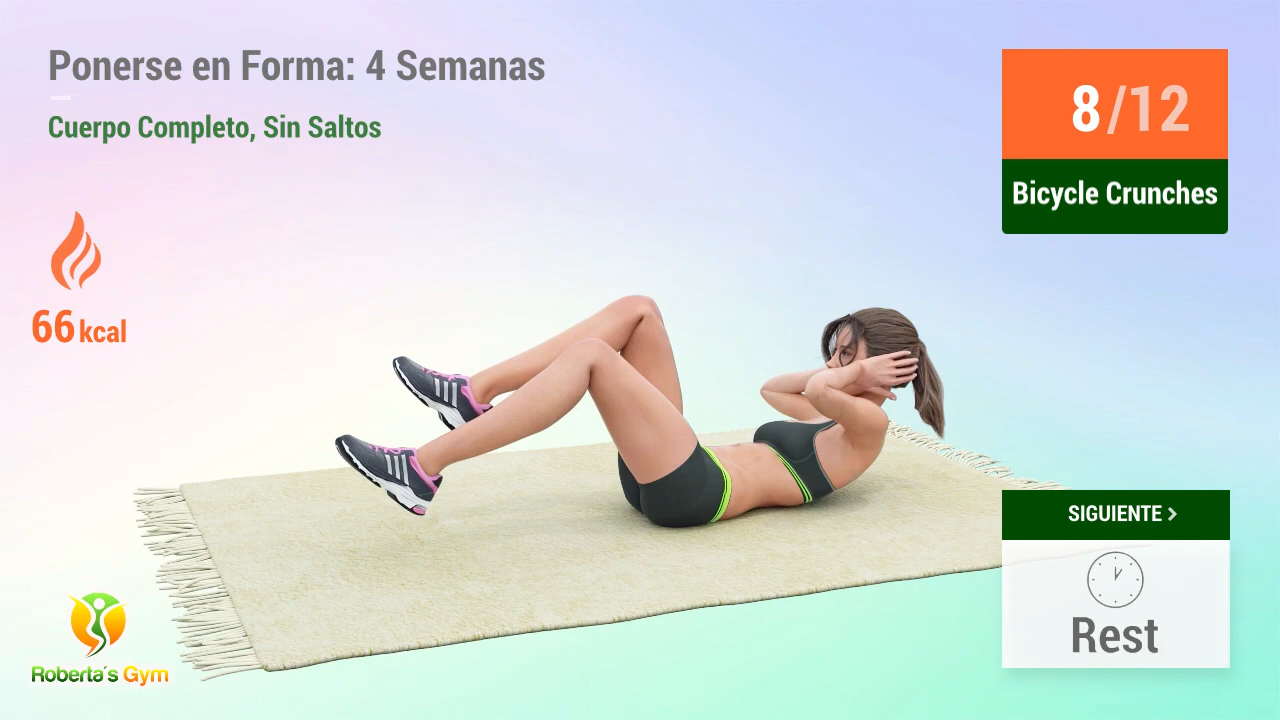 Ponerse en Forma: 4 Semanas
Cuerpo Completo, Sin Saltos
8/12
Bicycle Crunches
66 kcal
SIGUIENTE >
Rest
Roberta´s Gym